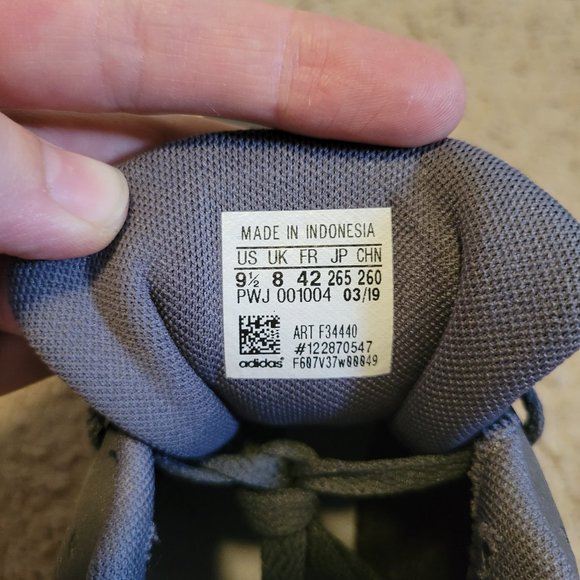 MADE IN INDONESIA
US UK FR JP CHN
9½ 8 42 265 260
PWJ 001004 03/19
ART F34440
#122870547
adidas F607V37w00049